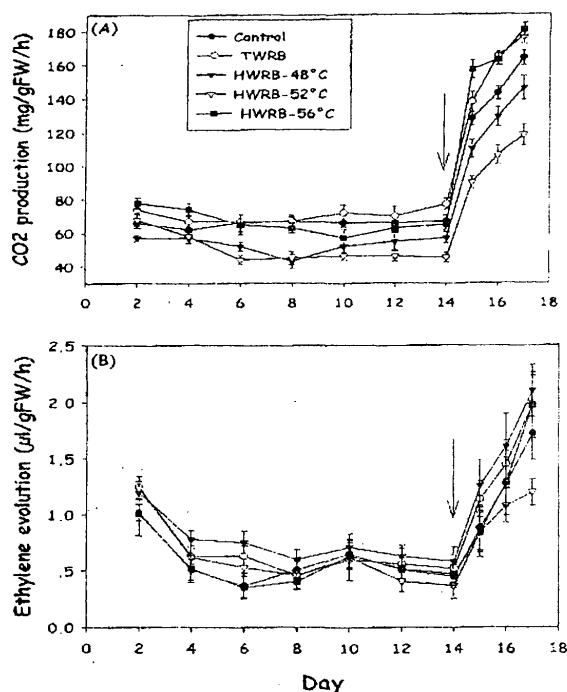 (A)
Control
TWRB
HWRB-48°C
HWRB-52°C
HWRB-56°C
CO2 production (mg/gFW/h)
180
160
140
120
100
80
60
40
0 2 4 6 8 10 12 14 16 18
(B)
Ethylene evolution (µl/gFW/h)
2.5
2.0
1.5
1.0
.5
0.0
0 2 4 6 8 10 12 14 16 18
Day